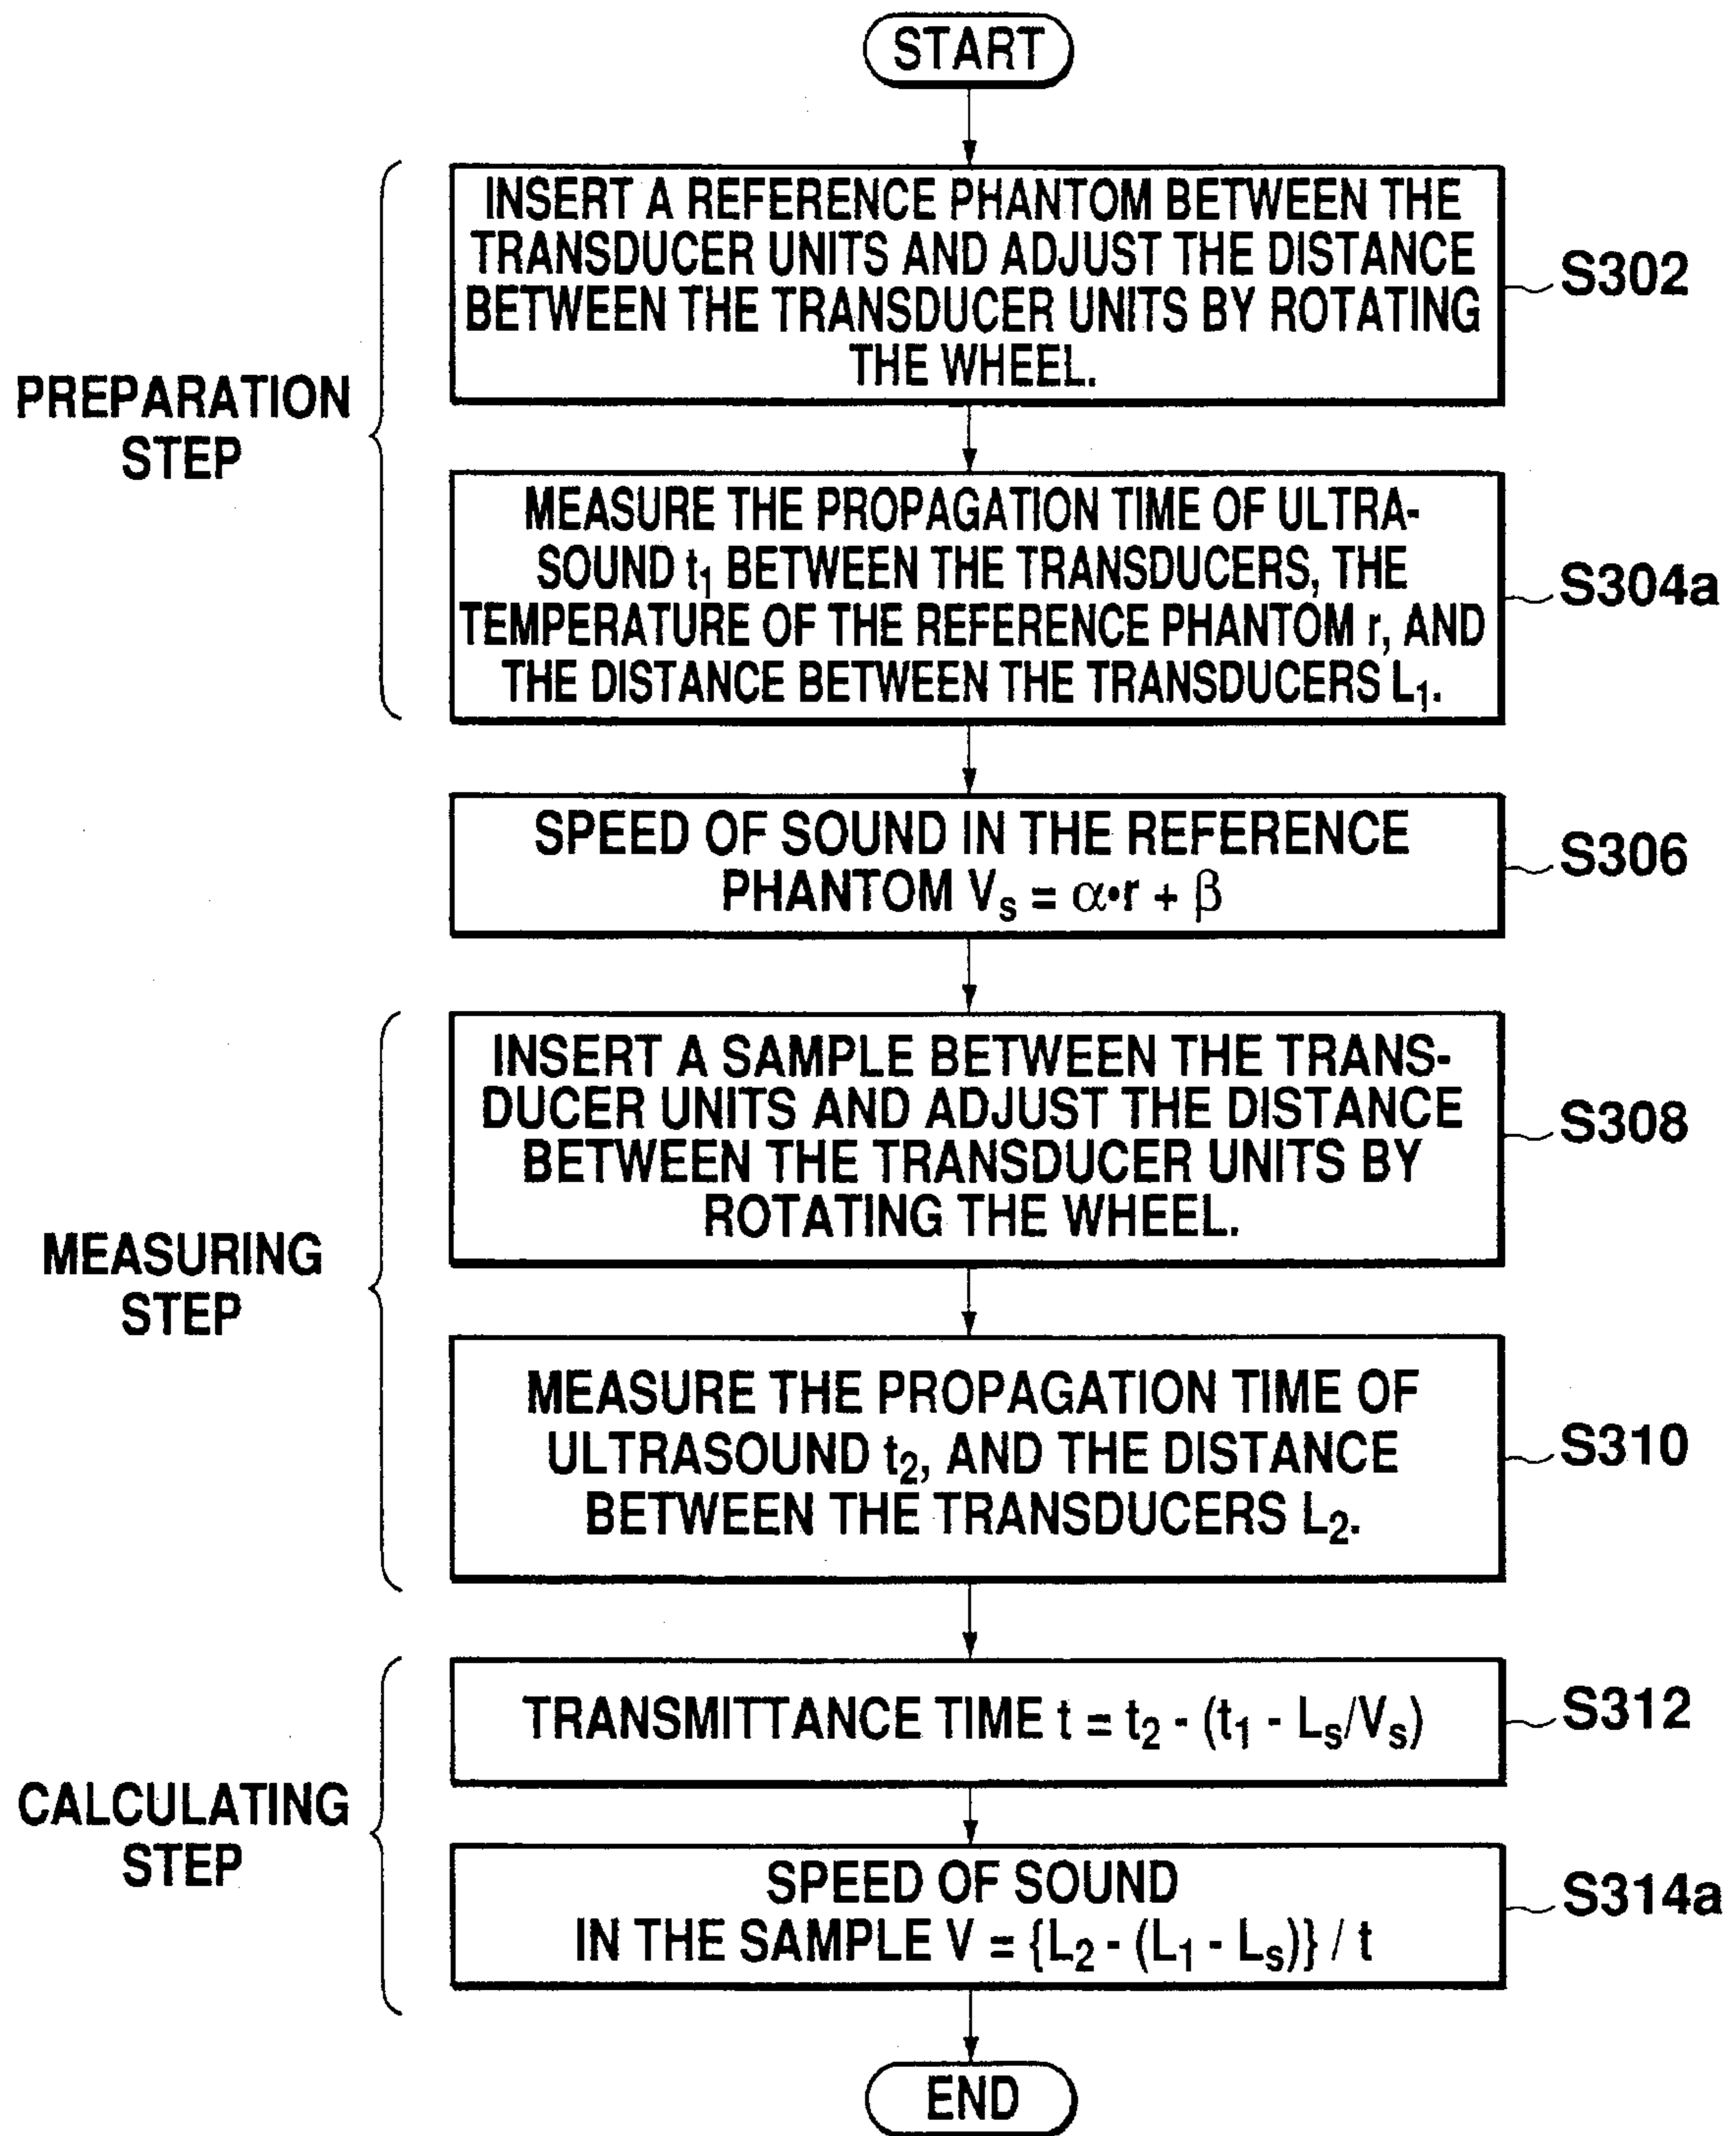 START
PREPARATION
STEP
INSERT A REFERENCE PHANTOM BETWEEN THE
TRANSDUCER UNITS AND ADJUST THE DISTANCE
BETWEEN THE TRANSDUCER UNITS BY ROTATING
THE WHEEL.
S302
MEASURE THE PROPAGATION TIME OF ULTRA-
SOUND t₁ BETWEEN THE TRANSDUCERS, THE
TEMPERATURE OF THE REFERENCE PHANTOM r, AND
THE DISTANCE BETWEEN THE TRANSDUCERS L₁.
S304a
SPEED OF SOUND IN THE REFERENCE
PHANTOM Vₛ = α•r + β
S306
MEASURING
STEP
INSERT A SAMPLE BETWEEN THE TRANS-
DUCER UNITS AND ADJUST THE DISTANCE
BETWEEN THE TRANSDUCER UNITS BY
ROTATING THE WHEEL.
S308
MEASURE THE PROPAGATION TIME OF
ULTRASOUND t₂, AND THE DISTANCE
BETWEEN THE TRANSDUCERS L₂.
S310
CALCULATING
STEP
TRANSMITTANCE TIME t = t₂ - (t₁ - Lₛ/Vₛ)
S312
SPEED OF SOUND
IN THE SAMPLE V = {L₂ - (L₁ - Lₛ)} / t
S314a
END